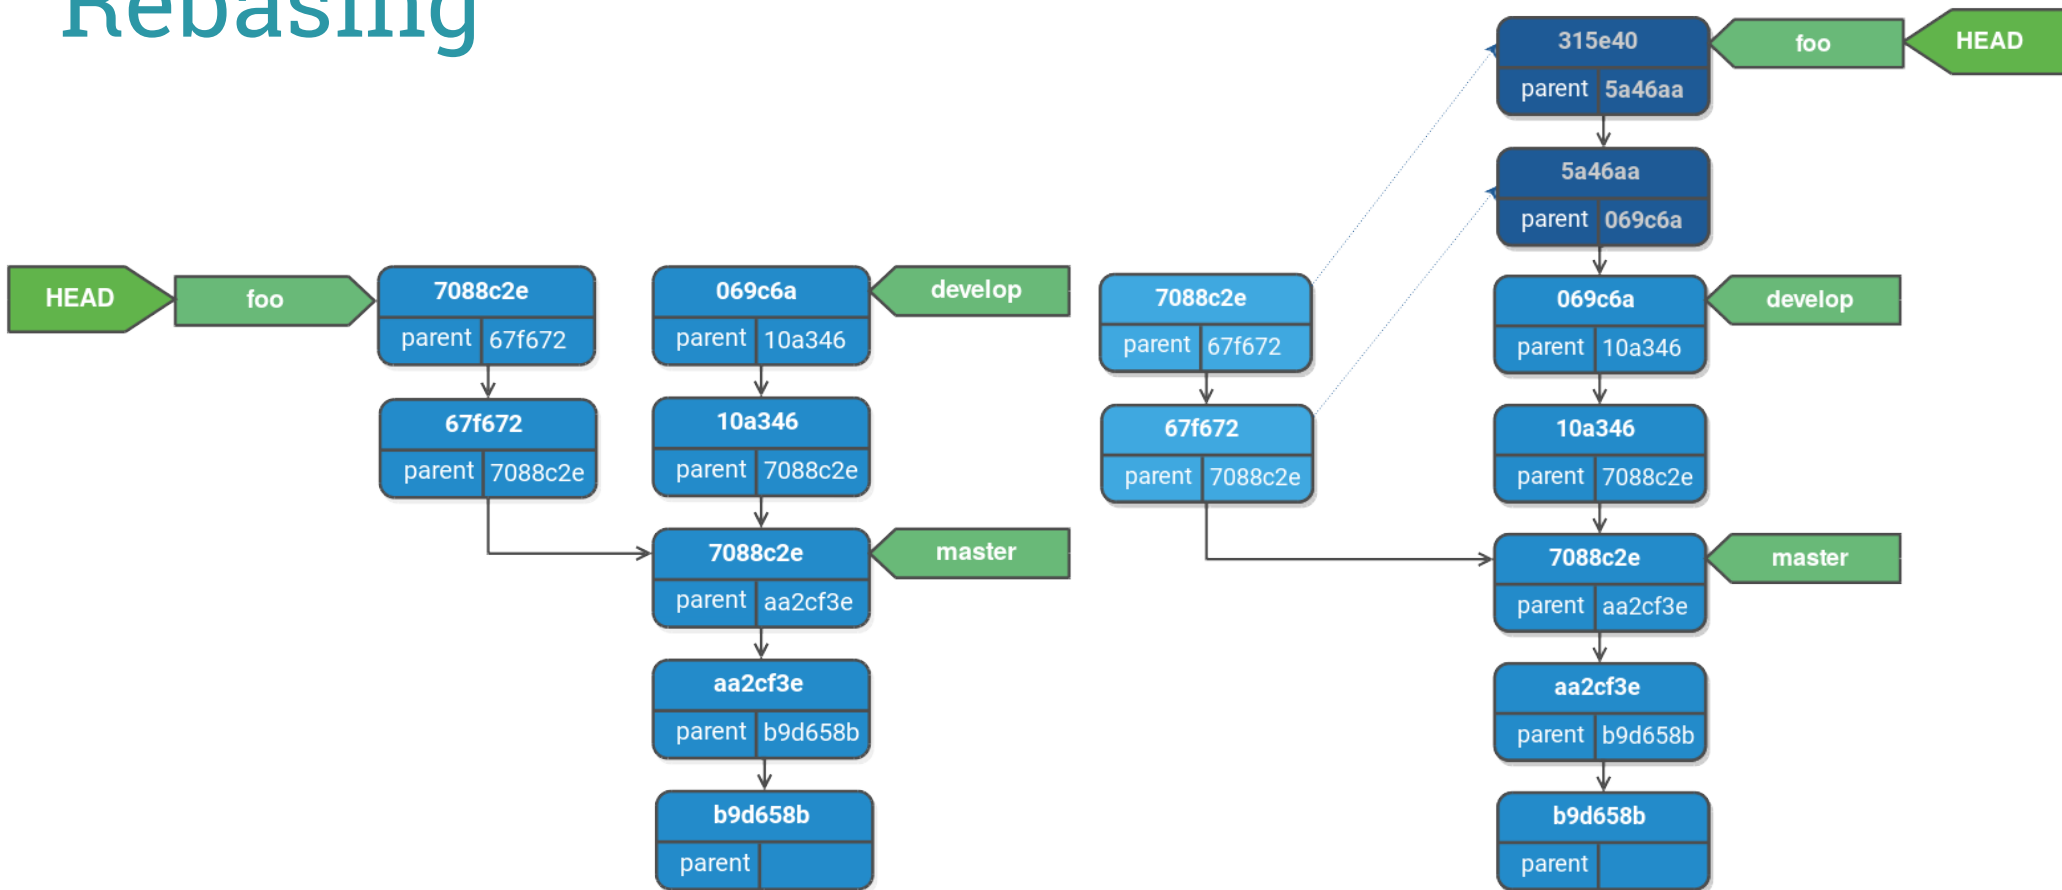 Rebasing
HEAD
foo
7088c2e
parent 67f672
67f672
parent 7088c2e
069c6a
parent 10a346
develop
10a346
parent 7088c2e
7088c2e
parent aa2cf3e
master
aa2cf3e
parent b9d658b
b9d658b
parent
7088c2e
parent 67f672
67f672
parent 7088c2e
315e40
parent 5a46aa
foo
HEAD
5a46aa
parent 069c6a
069c6a
parent 10a346
develop
10a346
parent 7088c2e
7088c2e
parent aa2cf3e
master
aa2cf3e
parent b9d658b
b9d658b
parent